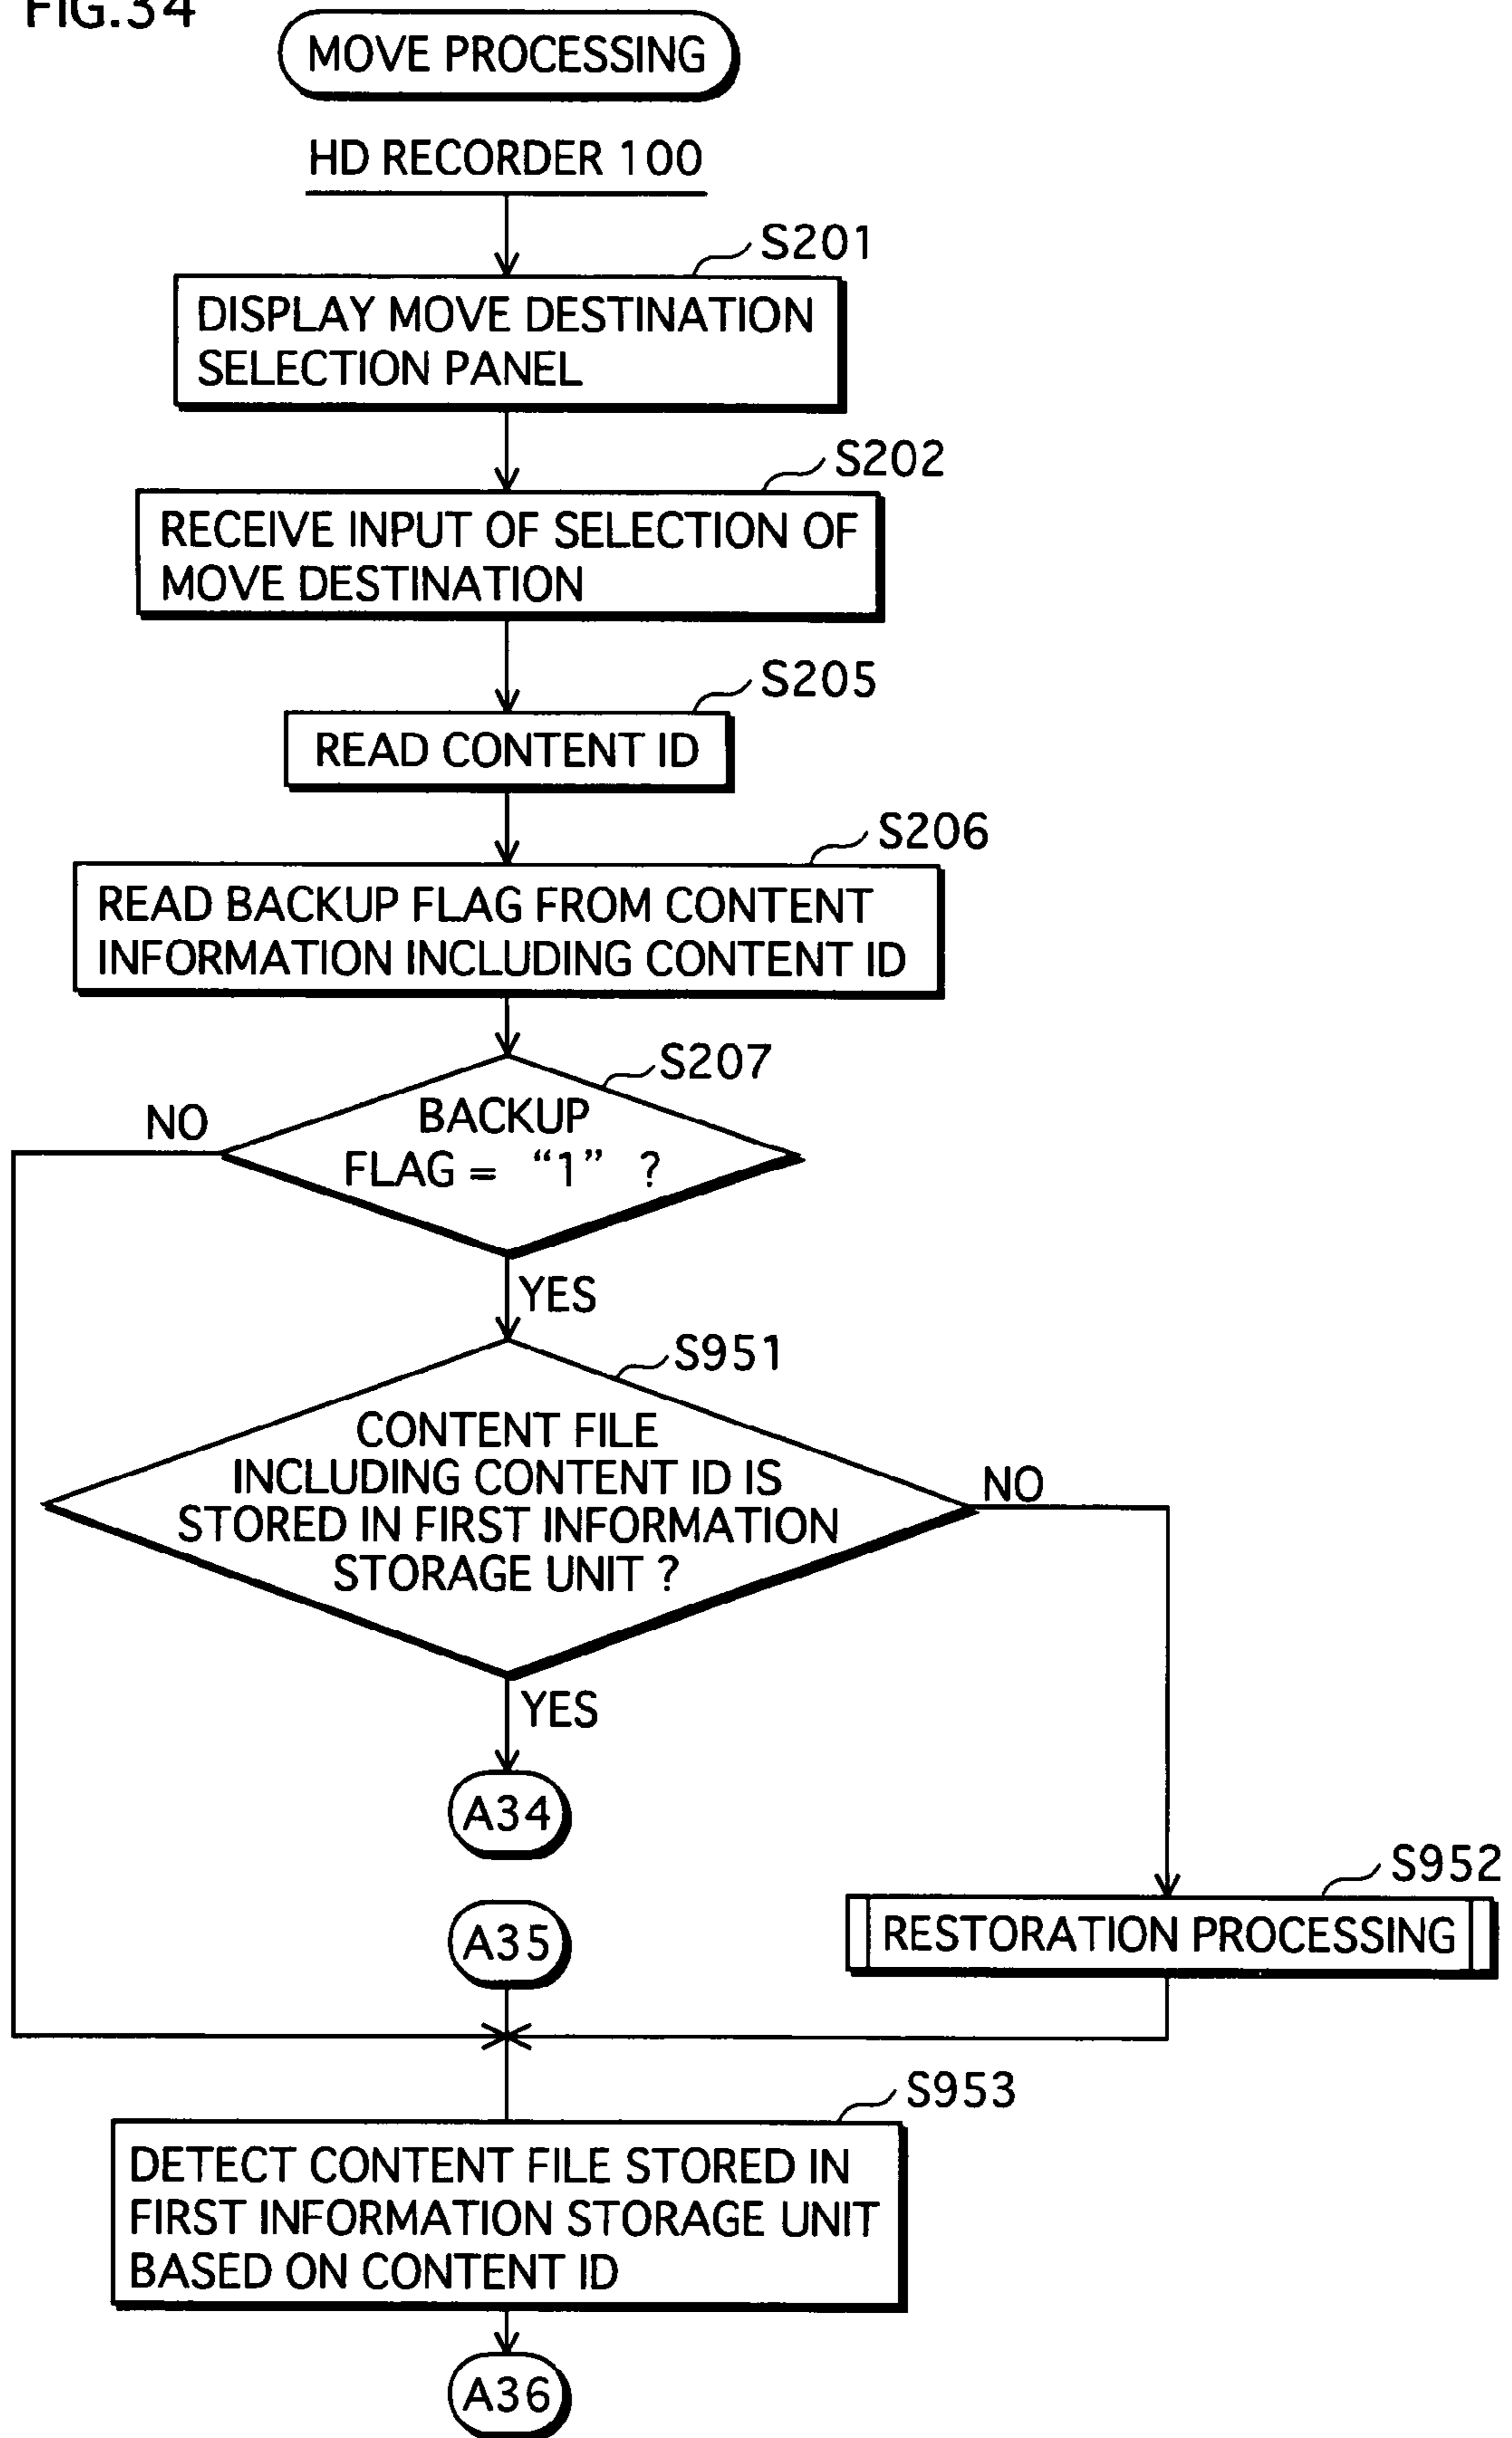 FIG.34
MOVE PROCESSING
HD RECORDER 100
S201
DISPLAY MOVE DESTINATION
SELECTION PANEL
S202
RECEIVE INPUT OF SELECTION OF
MOVE DESTINATION
S205
READ CONTENT ID
S206
READ BACKUP FLAG FROM CONTENT
INFORMATION INCLUDING CONTENT ID
S207
NO
BACKUP
FLAG = “1” ?
YES
S951
CONTENT FILE
INCLUDING CONTENT ID IS
STORED IN FIRST INFORMATION
STORAGE UNIT ?
NO
YES
A34
S952
A35
RESTORATION PROCESSING
S953
DETECT CONTENT FILE STORED IN
FIRST INFORMATION STORAGE UNIT
BASED ON CONTENT ID
A36